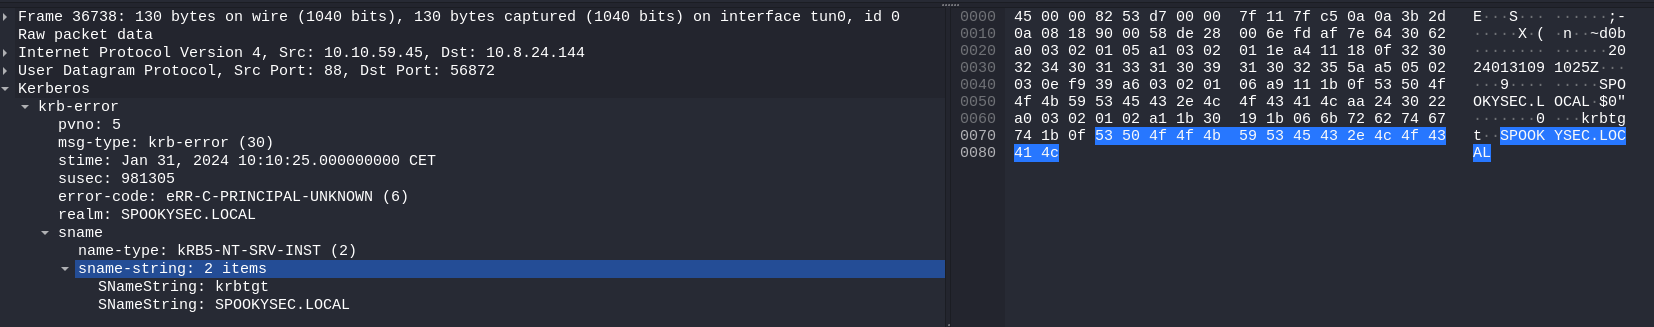 Frame 36738: 130 bytes on wire (1040 bits), 130 bytes captured (1040 bits) on interface tun0, id 0
Raw packet data
Internet Protocol Version 4, Src: 10.10.59.45, Dst: 10.8.24.144
User Datagram Protocol, Src Port: 88, Dst Port: 56872
Kerberos
krb-error
pvno: 5
msg-type: krb-error (30)
stime: Jan 31, 2024 10:10:25.000000000 CET
susec: 981305
error-code: eRR-C-PRINCIPAL-UNKNOWN (6)
realm: SPOOKYSEC.LOCAL
sname
name-type: kRB5-NT-SRV-INST (2)
sname-string: 2 items
SNameString: krbtgt
SNameString: SPOOKYSEC.LOCAL
0000 45 00 00 82 53 d7 00 00 7f 11 7f c5 0a 0a 3b 2d E···S··· ······;-
0010 0a 08 18 90 00 58 de 28 00 6e fd af 7e 64 30 62 ·····X·( ·n··~d0b
0020 a0 03 02 01 05 a1 03 02 01 1e a4 11 18 0f 32 30 ········ ······20
0030 32 34 30 31 33 31 30 39 31 30 32 35 5a a5 05 02 24013109 1025Z···
0040 03 0e f9 39 a6 03 02 01 06 a9 11 1b 0f 53 50 4f ···9···· ·····SPO
0050 4f 4b 59 53 45 43 2e 4c 4f 43 41 4c aa 24 30 22 OKYSEC.L OCAL·$0"
0060 a0 03 02 01 02 a1 1b 30 19 1b 06 6b 72 62 74 67 ·······0 ···krbtg
0070 74 1b 0f 53 50 4f 4f 4b 59 53 45 43 2e 4c 4f 43 t··SPOOK YSEC.LOC
0080 41 4c AL